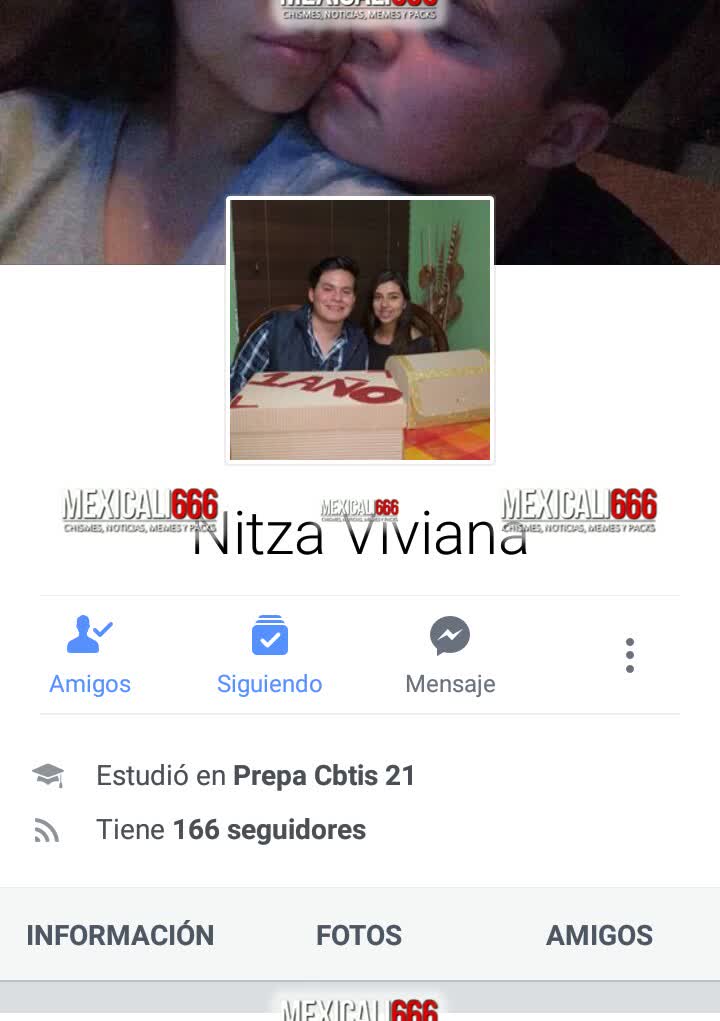 MEXICALI666
CHISMES, NOTICIAS, MEMES Y PACKS
1 AÑO
MEXICALI666
CHISMES, NOTICIAS, MEMES Y PACKS
MEXICALI666
CHISMES, NOTICIAS, MEMES Y PACKS
MEXICALI666
CHISMES, NOTICIAS, MEMES Y PACKS
Nitza Viviana
Amigos
Siguiendo
Mensaje
Estudió en Prepa Cbtis 21
Tiene 166 seguidores
INFORMACIÓN
FOTOS
AMIGOS
MEXICALI666